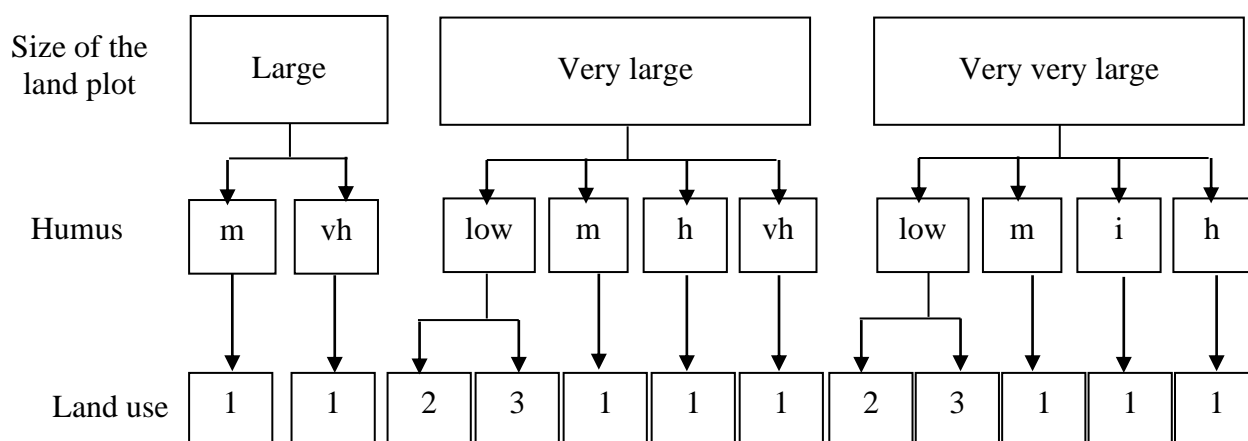 Size of the land plot
Large
Very large
Very very large
Humus
m
vh
low
m
h
vh
low
m
i
h
Land use
1
1
2
3
1
1
1
2
3
1
1
1